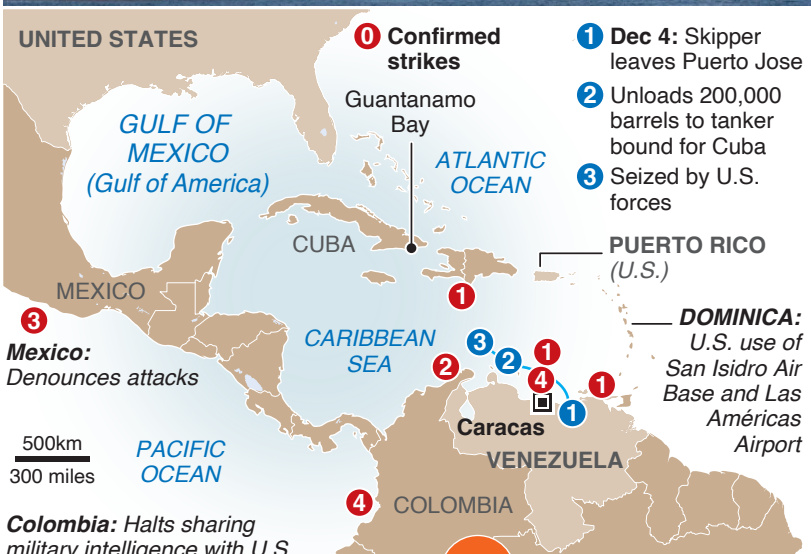 UNITED STATES
0 Confirmed
strikes
Guantanamo
Bay
1 Dec 4: Skipper
leaves Puerto Jose
2 Unloads 200,000
barrels to tanker
bound for Cuba
3 Seized by U.S.
forces
GULF OF
MEXICO
(Gulf of America)
ATLANTIC
OCEAN
CUBA
PUERTO RICO
(U.S.)
MEXICO
1
3
Mexico:
Denounces attacks
CARIBBEAN
SEA
3
2
1
2
4
1
1
DOMINICA:
U.S. use of
San Isidro Air
Base and Las
Américas
Airport
Caracas
VENEZUELA
500km
300 miles
PACIFIC
OCEAN
4
COLOMBIA
Colombia: Halts sharing
military intelligence with U.S.